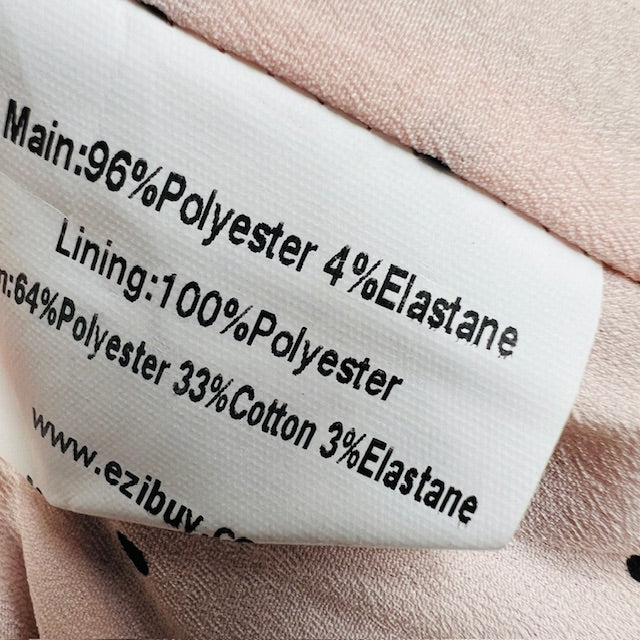 Main:96%Polyester 4%Elastane
Lining:100%Polyester
n:64%Polyester 33%Cotton 3%Elastane
www.ezibuy.co